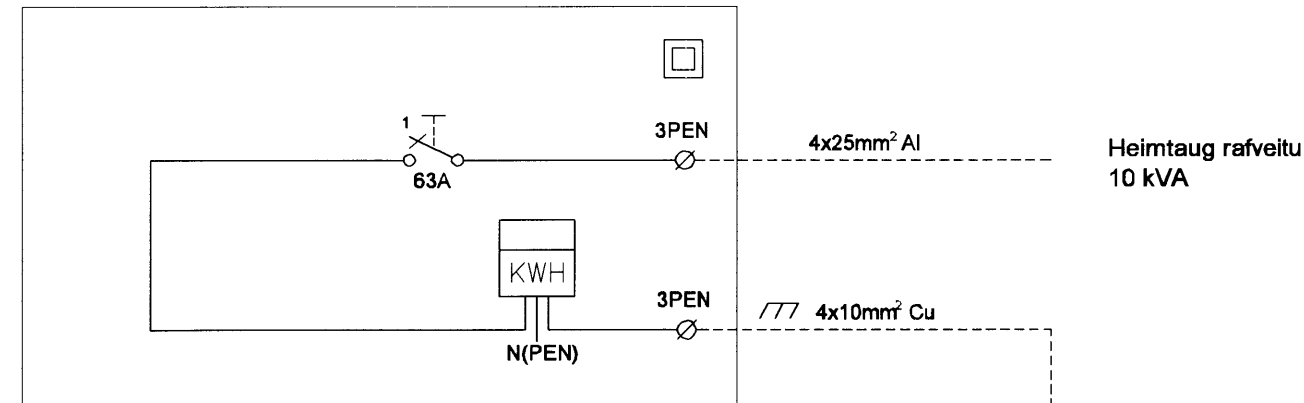 1
63A
3PEN
4x25mm² Al
Heimtaug rafveitu
10 kVA
KWH
N(PEN)
3PEN
4x10mm² Cu